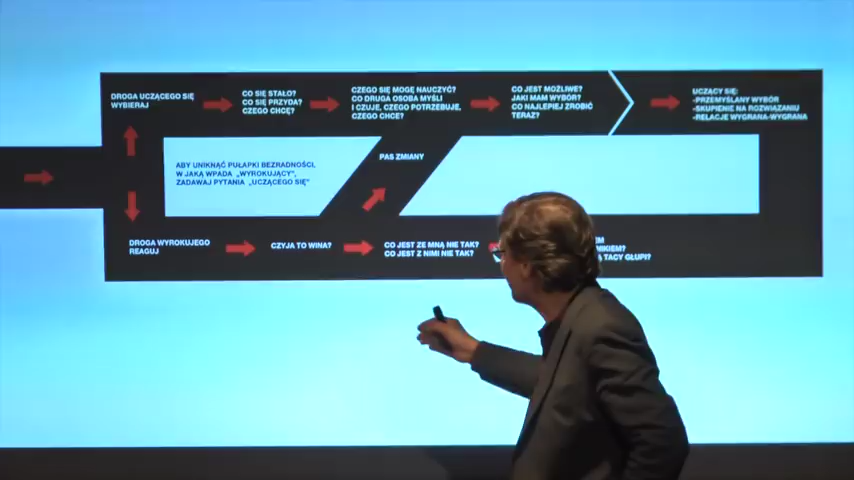 DROGA UCZĄCEGO SIĘ
WYBIERAJ
CO SIĘ STAŁO?
CO SIĘ PRZYDA?
CZEGO CHCĘ?
CZEGO SIĘ MOGĘ NAUCZYĆ?
CO DRUGA OSOBA MYŚLI
I CZUJE, CZEGO POTRZEBUJE,
CZEGO CHCE?
CO JEST MOŻLIWE?
JAKI MAM WYBÓR?
CO NAJLEPIEJ ZROBIĆ
TERAZ?
UCZĄCY SIĘ:
-PRZEMYŚLANY WYBÓR
-SKUPIENIE NA ROZWIĄZANIU
-RELACJE WYGRANA-WYGRANA
ABY UNIKNĄĆ PUŁAPKI BEZRADNOŚCI,
W JAKĄ WPADA „WYROKUJĄCY",
ZADAWAJ PYTANIA „UCZĄCEGO SIĘ"
PAS ZMIANY
DROGA WYROKUJĄCEGO
REAGUJ
CZYJA TO WINA?
CO JEST ZE MNĄ NIE TAK?
CO JEST Z NIMI NIE TAK?
TACY GŁUPI?